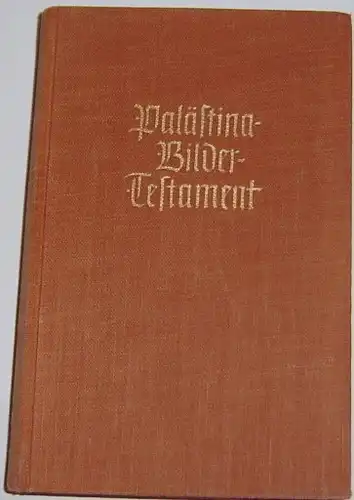 Palästina-
Bilder-
Testament